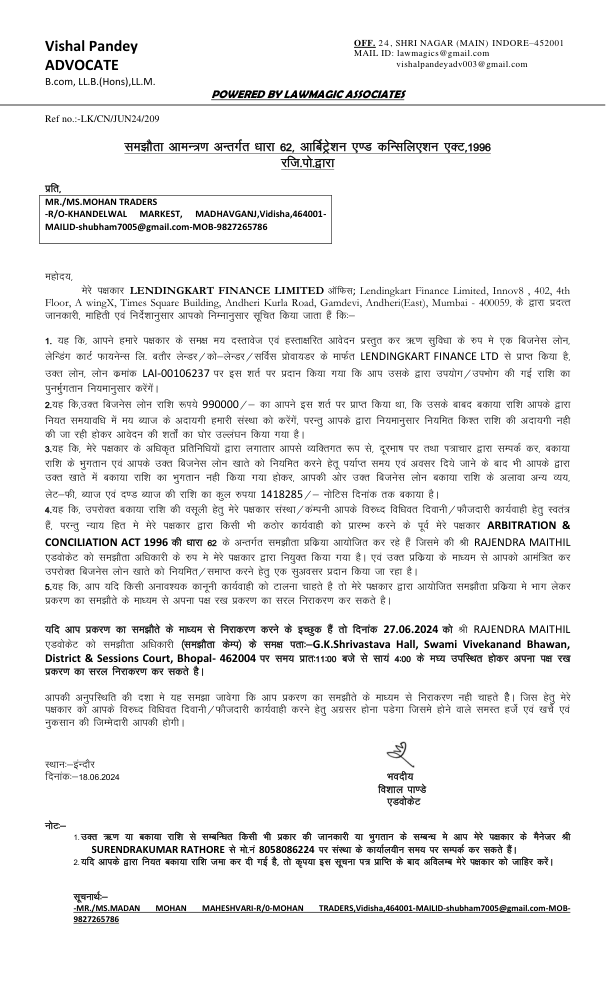 Vishal Pandey
ADVOCATE
B.com, LL.B.(Hons),LL.M.
OFF. 24, SHRI NAGAR (MAIN) INDORE–452001
MAIL ID: lawmagics@gmail.com
vishalpandeyadv003@gmail.com
POWERED BY LAWMAGIC ASSOCIATES
Ref no.:-LK/CN/JUN24/209
समझौता आमन्त्रण अन्तर्गत धारा 62, आर्बिट्रेशन एण्ड कन्सिलिएशन एक्ट,1996
रजि.पो.द्वारा
प्रति,
MR./MS.MOHAN TRADERS
-R/O-KHANDELWAL MARKEST, MADHAVGANJ,Vidisha,464001-
MAILID-shubham7005@gmail.com-MOB-9827265786
महोदय,
मेरे पक्षकार LENDINGKART FINANCE LIMITED ऑफिस; Lendingkart Finance Limited, Innov8 , 402, 4th
Floor, A wingX, Times Square Building, Andheri Kurla Road, Gamdevi, Andheri(East), Mumbai - 400059, के द्वारा प्रदत्त
जानकारी, माहिती एवं निर्देशानुसार आपको निम्नानुसार सूचित किया जाता हैं कि:–
1. यह कि, आपने हमारे पक्षकार के समक्ष मय दस्तावेज एवं हस्ताक्षरित आवेदन प्रस्तुत कर ऋण सुविधा के रुप मे एक बिजनेस लोन,
लेन्डिंग कार्ट फायनेन्स लि. बतौर लेन्डर/को–लेन्डर/सर्विस प्रोवायडर के मार्फत LENDINGKART FINANCE LTD से प्राप्त किया है,
उक्त लोन, लोन क्रमांक LAI-00106237 पर इस शर्त पर प्रदान किया गया कि आप उसके द्वारा उपयोग/उपभोग की गई राशि का
पुनर्मुगतान नियमानुसार करेंगें।
2.यह कि,उक्त बिजनेस लोन राशि रूपये 990000/– का आपने इस शर्त पर प्राप्त किया था, कि उसके बाबद बकाया राशि आपके द्वारा
नियत समयावधि में मय ब्याज के अदायगी हमारी संस्था को करेंगें, परन्तु आपके द्वारा नियमानुसार नियमित किश्त राशि की अदायगी नही
की जा रही होकर आवेदन की शर्तों का घोर उल्लंघन किया गया है।
3.यह कि, मेरे पक्षकार के अधिकृत प्रतिनिधियों द्वारा लगातार आपसे व्यक्तिगत रूप से, दूरभाष पर तथा पत्राचार द्वारा सम्पर्क कर, बकाया
राशि के भुगतान एवं आपके उक्त बिजनेस लोन खाते को नियमित करने हेतू पर्याप्त समय एवं अवसर दिये जाने के बाद भी आपके द्वारा
उक्त खाते में बकाया राशि का भुगतान नही किया गया होकर, आपकी ओर उक्त बिजनेस लोन बकाया राशि के अलावा अन्य व्यय,
लेट–फी, ब्याज एवं दण्ड ब्याज की राशि का कुल रुपया 1418285/– नोटिस दिनांक तक बकाया है।
4.यह कि, उपरोक्त बकाया राशि की वसूली हेतु मेरे पक्षकार संस्था/कम्पनी आपके विरुध्द विधिवत दिवानी/फौजदारी कार्यवाही हेतु स्वतंत्र
हैं, परन्तु न्याय हित मे मेरे पक्षकार द्वारा किसी भी कठोर कार्यवाही को प्रारम्भ करने के पूर्व मेरे पक्षकार ARBITRATION &
CONCILIATION ACT 1996 की धारा 62 के अन्तर्गत समझौता प्रक्रिया आयोजित कर रहे हैं जिसमे की श्री RAJENDRA MAITHIL
एडवोकेट को समझौता अधिकारी के रुप मे मेरे पक्षकार द्वारा नियुक्त किया गया है। एवं उक्त प्रक्रिया के माध्यम से आपको आमंत्रित कर
उपरोक्त बिजनेस लोन खाते को नियमित/समाप्त करने हेतु एक सुअवसर प्रदान किया जा रहा है।
5.यह कि, आप यदि किसी अनावश्यक कानूनी कार्यवाही को टालना चाहते है तो मेरे पक्षकार द्वारा आयोजित समझौता प्रक्रिया मे भाग लेकर
प्रकरण का समझौते के माध्यम से अपना पक्ष रख प्रकरण का सरल निराकरण कर सकते है।
यदि आप प्रकरण का समझौते के माध्यम से निराकरण करने के इच्छुक हैं तो दिनांक 27.06.2024 को श्री RAJENDRA MAITHIL
एडवोकेट को समझौता अधिकारी (समझौता केम्प) के समक्ष पताः–G.K.Shrivastava Hall, Swami Vivekanand Bhawan,
District & Sessions Court, Bhopal- 462004 पर समय प्रातः11:00 बजे से सायं 4:00 के मघ्य उपस्थित होकर अपना पक्ष रख
प्रकरण का सरल निराकरण कर सकते है।
आपकी अनुपस्थिति की दशा मे यह समझा जावेगा कि आप प्रकरण का समझौते के माध्यम से निराकरण नही चाहते हैै। जिस हेतु मेरे
पक्षकार को आपके विरुध्द विधिवत दिवानी/फौजदारी कार्यवाही करने हेतु अग्रसर होना पडेगा जिसमे होने वाले समस्त हर्जे एवं खर्चे एवं
नुकसान की जिम्मेदारी आपकी होगी।
स्थानः–इंन्दौर
दिनांकः–18.06.2024
भवदीय
विशाल पाण्डे
एडवोकेट
नोटः–
1.उक्त ऋण या बकाया राशि से सम्बन्धित किसी भी प्रकार की जानकारी या भुगतान के सम्बन्ध मे आप मेरे पक्षकार के मैनेजर श्री
SURENDRAKUMAR RATHORE से मो.नं 8058086224 पर संस्था के कार्यालयीन समय पर सम्पर्क कर सकते हैं।
2.यदि आपके द्वारा नियत बकाया राशि जमा कर दी गई है, तो कृपया इस सूचना पत्र प्राप्ति के बाद अविलम्ब मेरे पक्षकार को जाहिर करें।
सूचनार्थः–
-MR./MS.MADAN MOHAN MAHESHVARI-R/0-MOHAN TRADERS,Vidisha,464001-MAILID-shubham7005@gmail.com-MOB-
9827265786